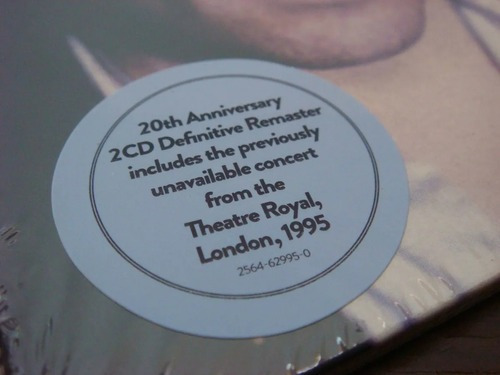 20th Anniversary
2CD Definitive Remaster
includes the previously
unavailable concert
from the
Theatre Royal,
London, 1995
2564-62995-0